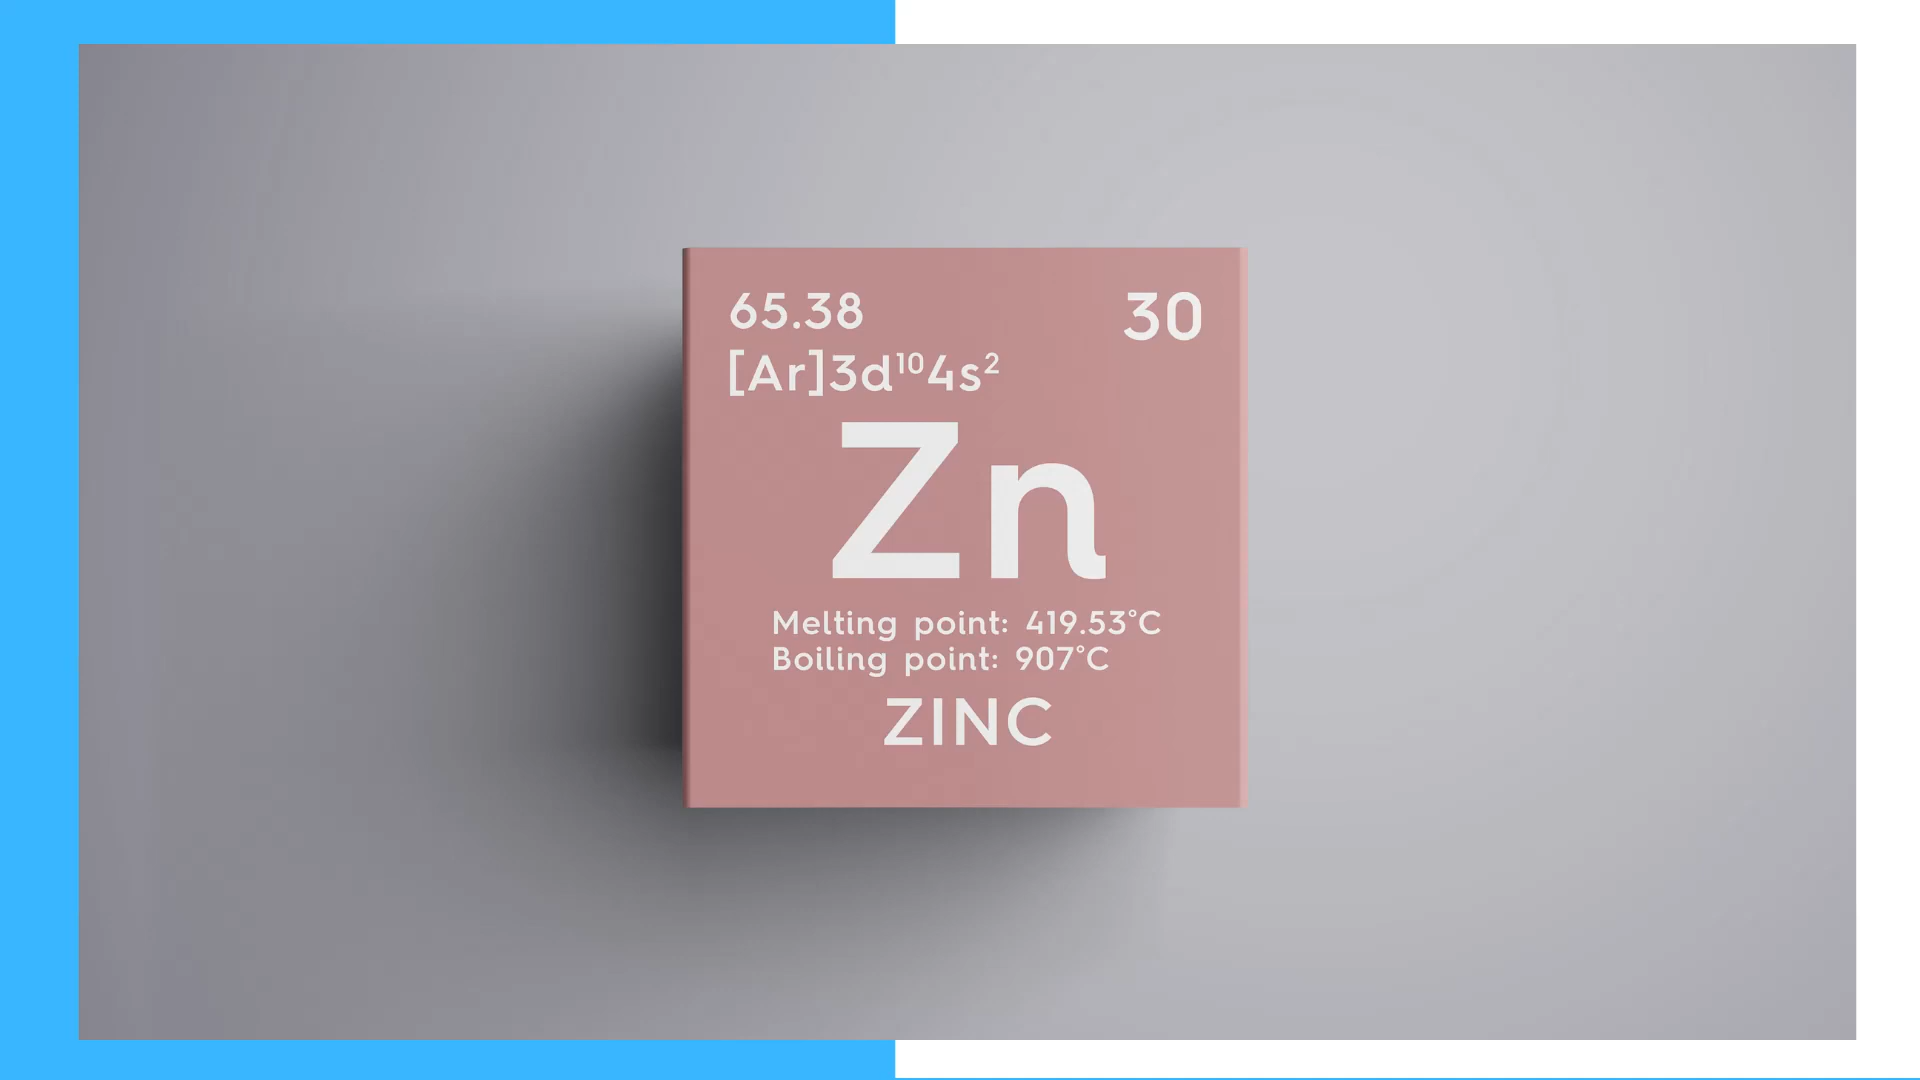 65.38
30
[Ar]3d¹⁰4s²
Zn
Melting point: 419.53°C
Boiling point: 907°C
ZINC